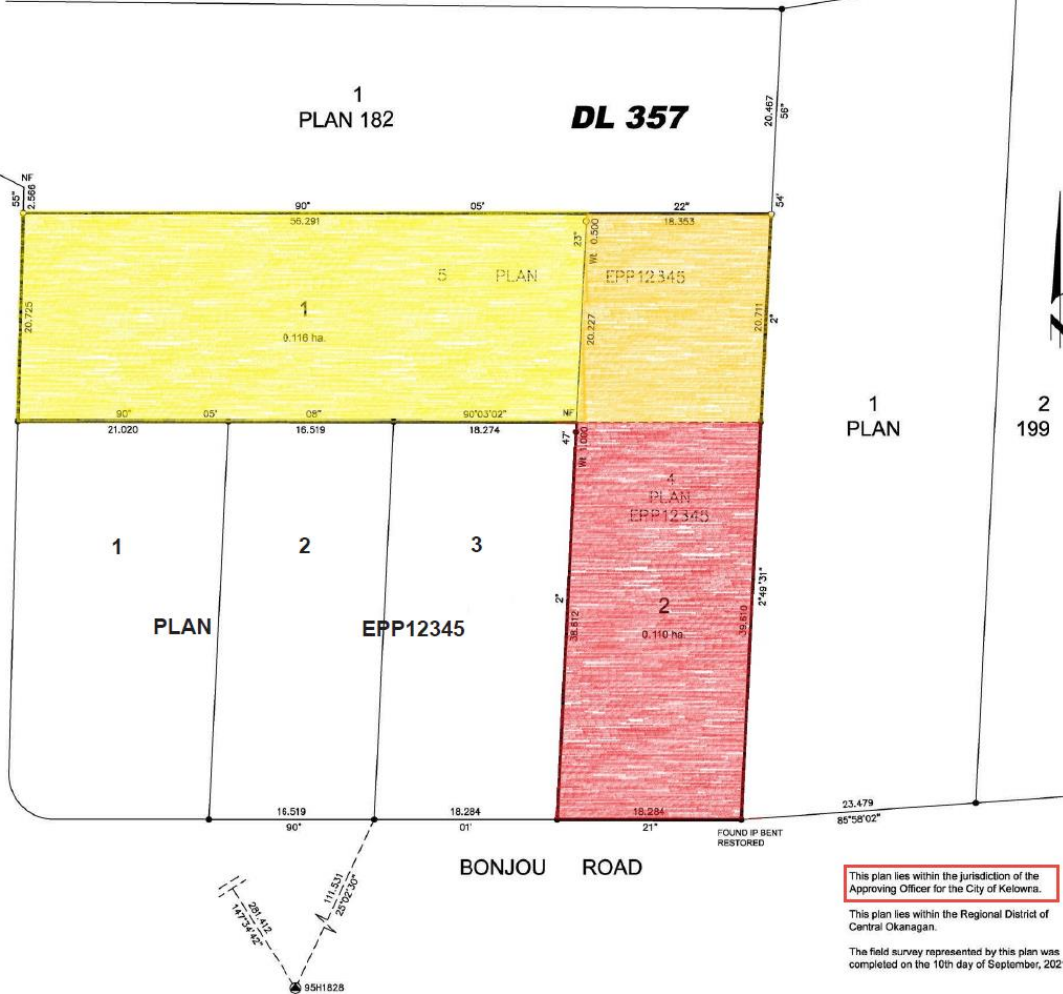 1
PLAN 182
DL 357
20.467
56"
NF
55"
2.566
90°
05'
22"
54'
56.291
18.353
23"
Wt. 0.500
5 PLAN EPP12345
1
0.116 ha.
20.725
20.227
20.711
2°
90°
05'
08"
90°03'02"
NF
21.020
16.519
18.274
47'
Wt. 1.000
1
PLAN
2
199
4
PLAN
EPP12345
1
2
3
2°
38.612
2
0.110 ha.
39.610
2°49'31"
PLAN
EPP12345
16.519
18.284
18.284
23.479
90°
01'
21"
85°58'02"
FOUND IP BENT
RESTORED
BONJOU ROAD
111.531
25°02'30"
281.412
147°34'42"
95H1828
This plan lies within the jurisdiction of the
Approving Officer for the City of Kelowna.
This plan lies within the Regional District of
Central Okanagan.
The field survey represented by this plan was
completed on the 10th day of September, 202